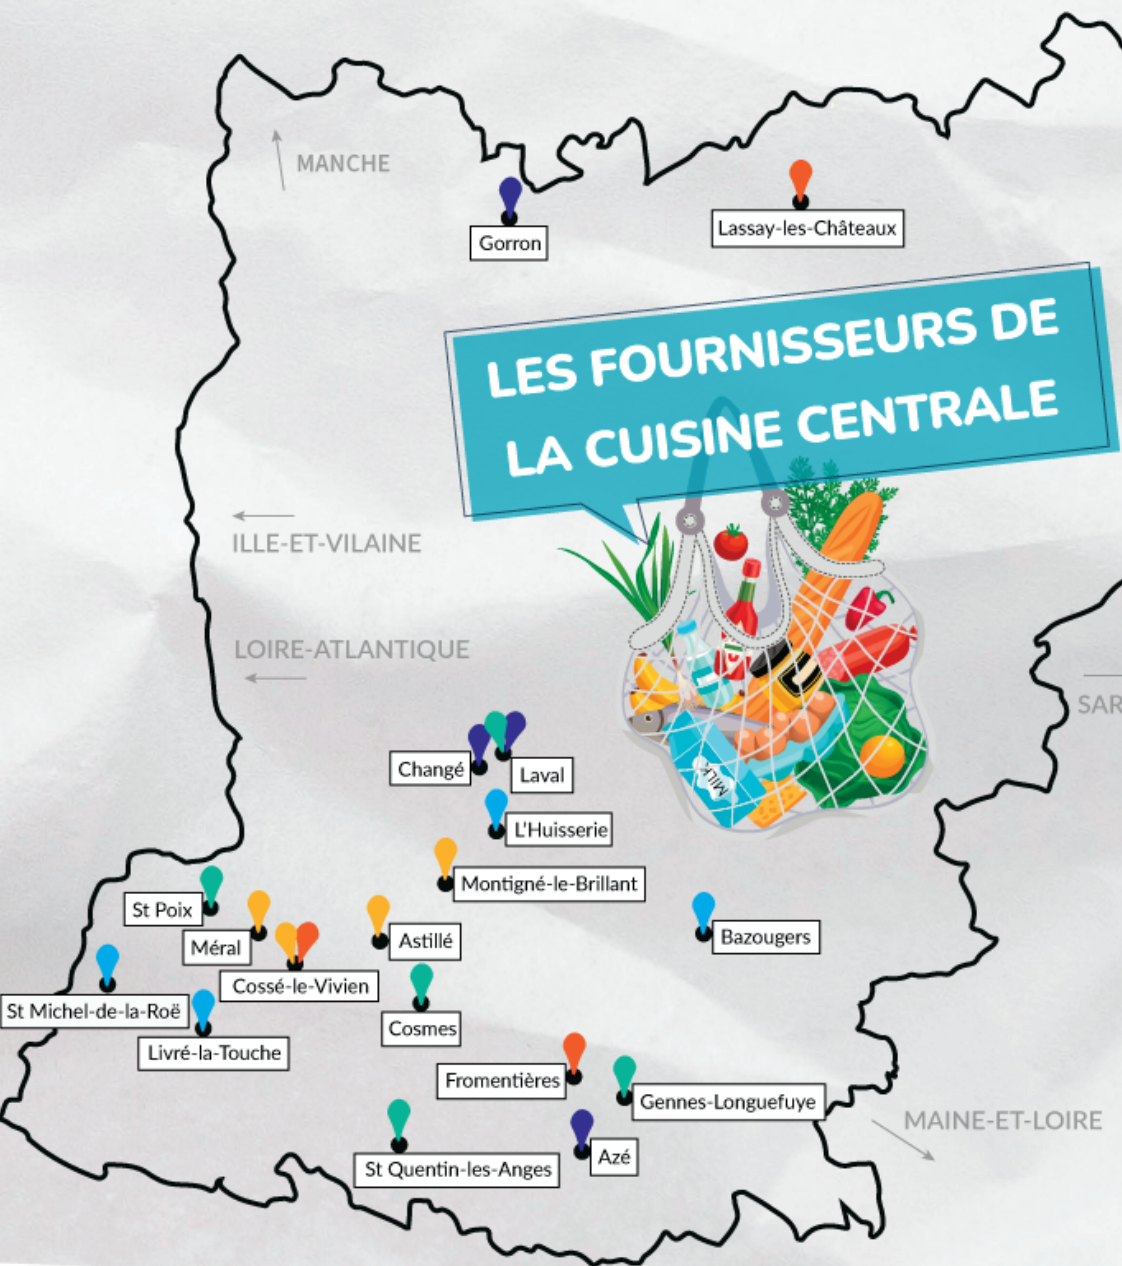 MANCHE
Gorron
Lassay-les-Châteaux
LES FOURNISSEURS DE
LA CUISINE CENTRALE
ILLE-ET-VILAINE
LOIRE-ATLANTIQUE
SAR
MILK
Changé
Laval
L'Huisserie
Montigné-le-Brillant
St Poix
Méral
Astillé
Bazougers
Cossé-le-Vivien
St Michel-de-la-Roë
Cosmes
Livré-la-Touche
Fromentières
Gennes-Longuefuye
MAINE-ET-LOIRE
Azé
St Quentin-les-Anges